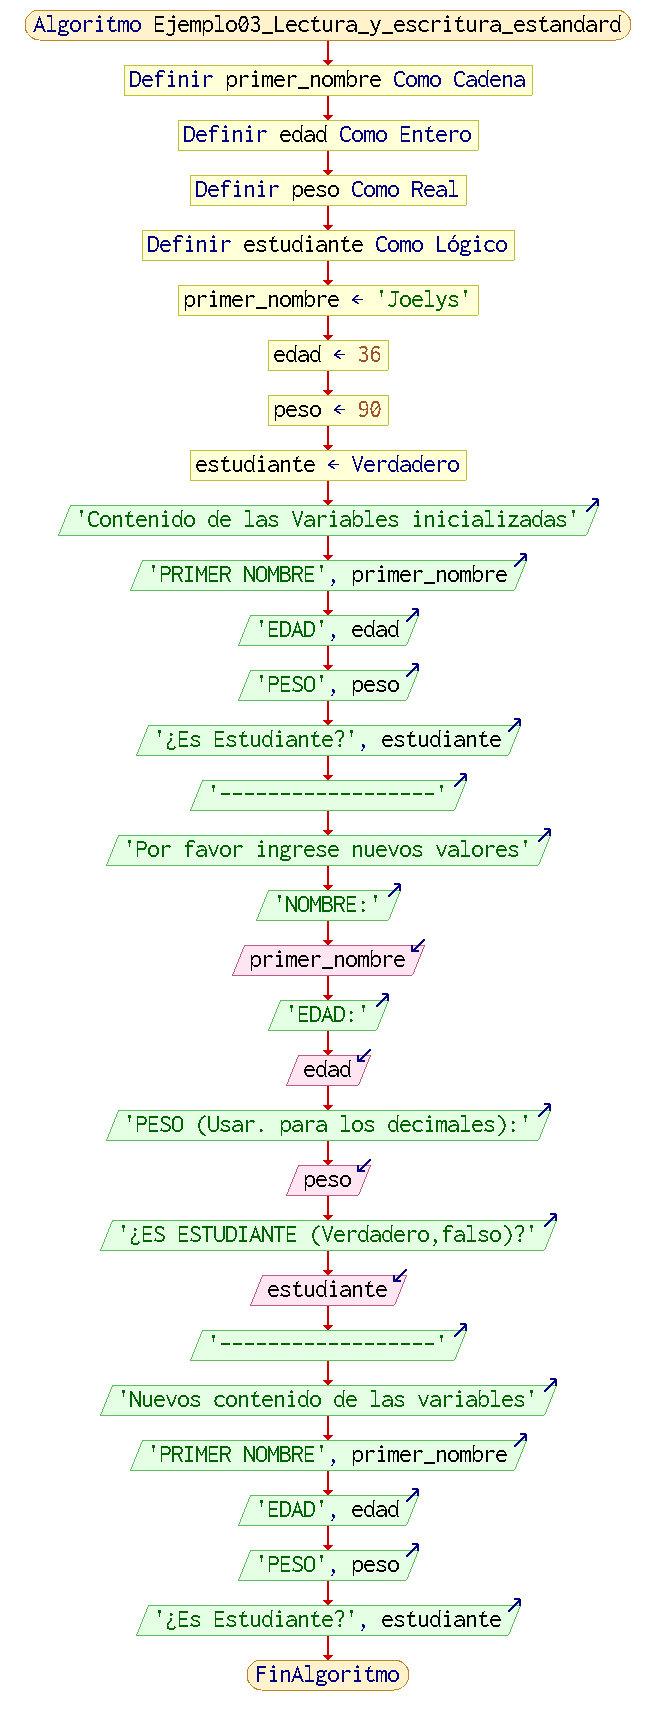 Algoritmo Ejemplo03_Lectura_y_escritura_estandard
Definir primer_nombre Como Cadena
Definir edad Como Entero
Definir peso Como Real
Definir estudiante Como Lógico
primer_nombre ← 'Joelys'
edad ← 36
peso ← 90
estudiante ← Verdadero
'Contenido de las Variables inicializadas'
'PRIMER NOMBRE', primer_nombre
'EDAD', edad
'PESO', peso
'¿Es Estudiante?', estudiante
'------------------'
'Por favor ingrese nuevos valores'
'NOMBRE:'
primer_nombre
'EDAD:'
edad
'PESO (Usar. para los decimales):'
peso
'¿ES ESTUDIANTE (Verdadero,falso)?'
estudiante
'------------------'
'Nuevos contenido de las variables'
'PRIMER NOMBRE', primer_nombre
'EDAD', edad
'PESO', peso
'¿Es Estudiante?', estudiante
FinAlgoritmo